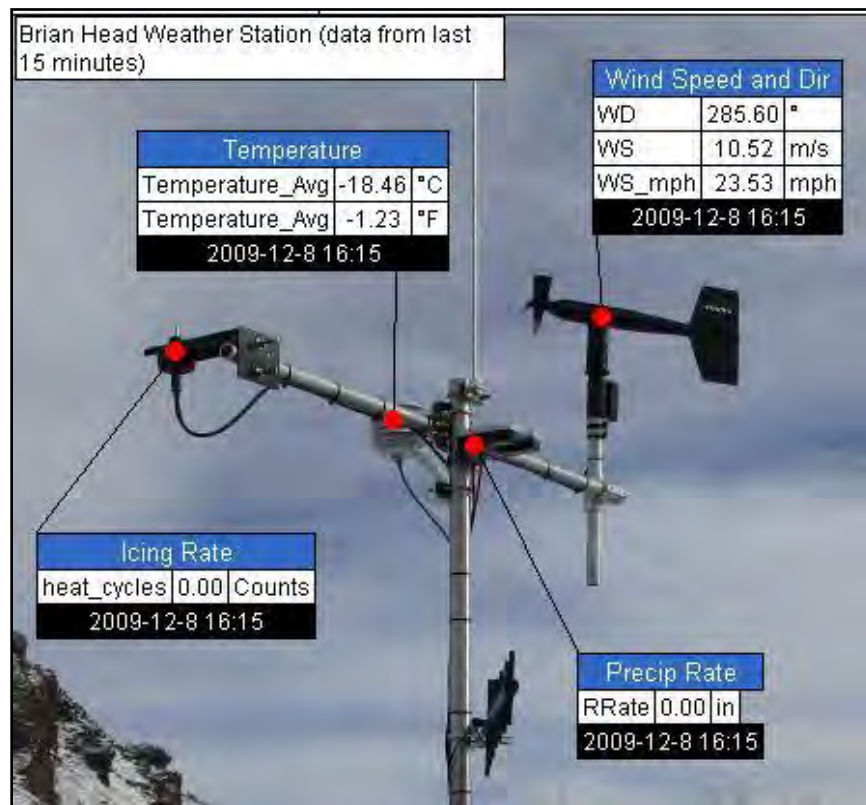 Brian Head Weather Station (data from last
15 minutes)
Wind Speed and Dir
WD 285.60 °
WS 10.52 m/s
WS_mph 23.53 mph
2009-12-8 16:15
Temperature
Temperature_Avg -18.46 °C
Temperature_Avg -1.23 °F
2009-12-8 16:15
Icing Rate
heat_cycles 0.00 Counts
2009-12-8 16:15
Precip Rate
RRate 0.00 in
2009-12-8 16:15